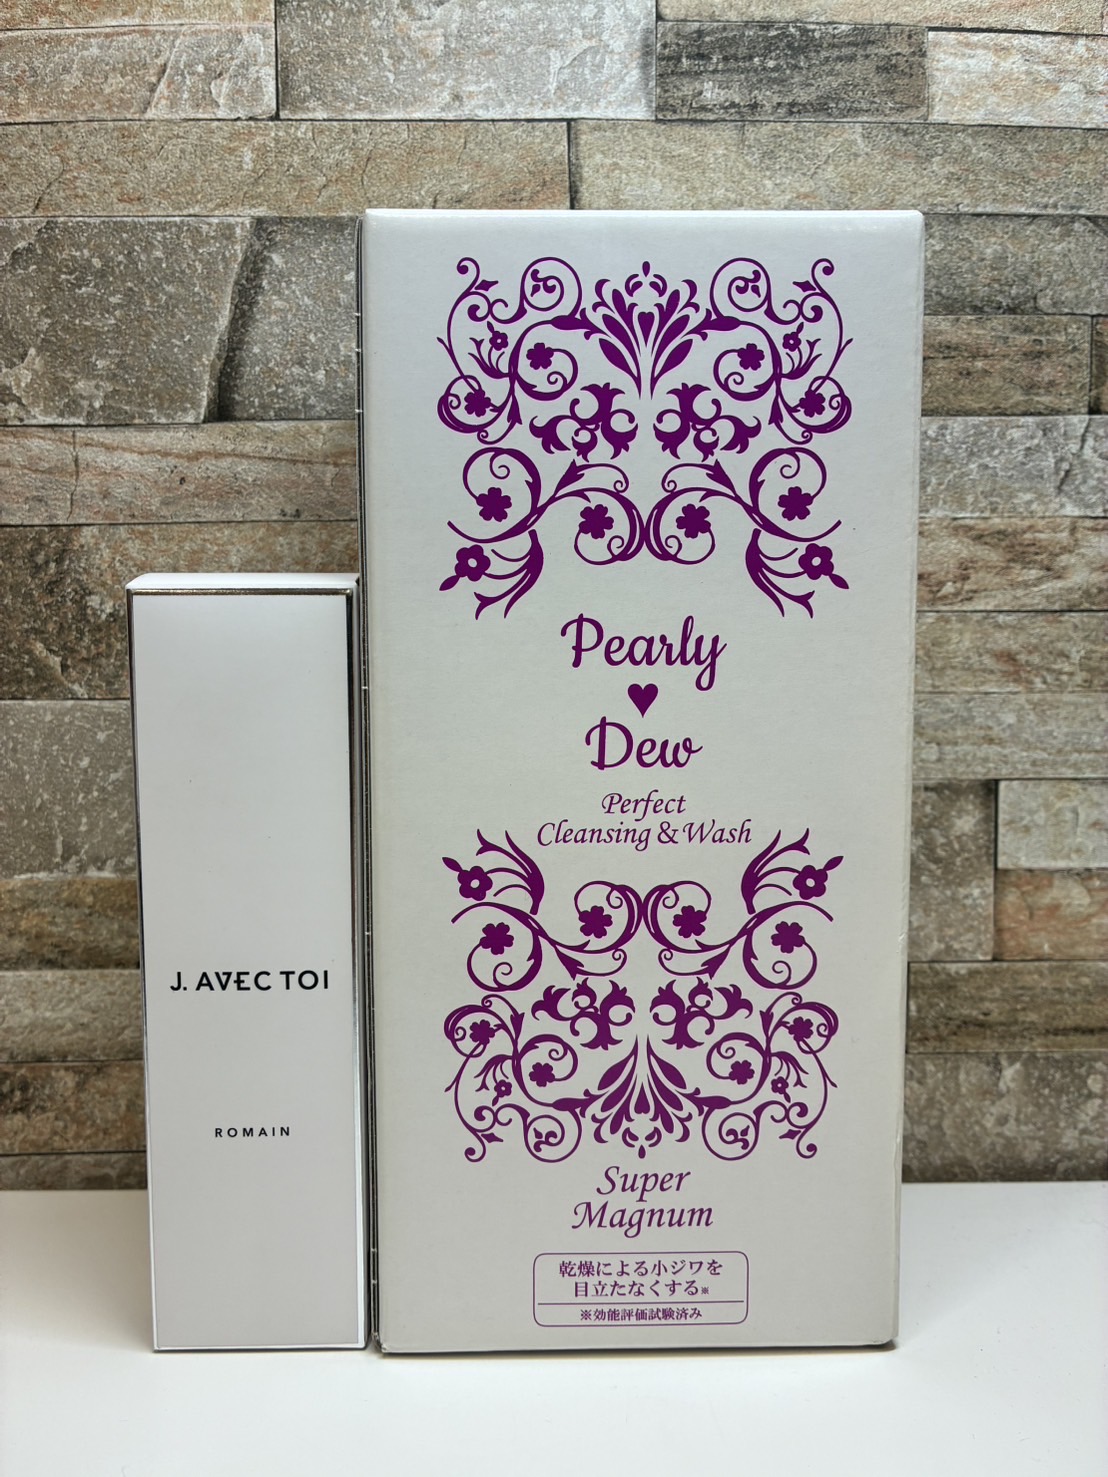 J. AVEC TOI
ROMAIN
Pearly
♥
Dew
Perfect
Cleansing & Wash
Super
Magnum
乾燥による小ジワを
目立たなくする※
※効能評価試験済み